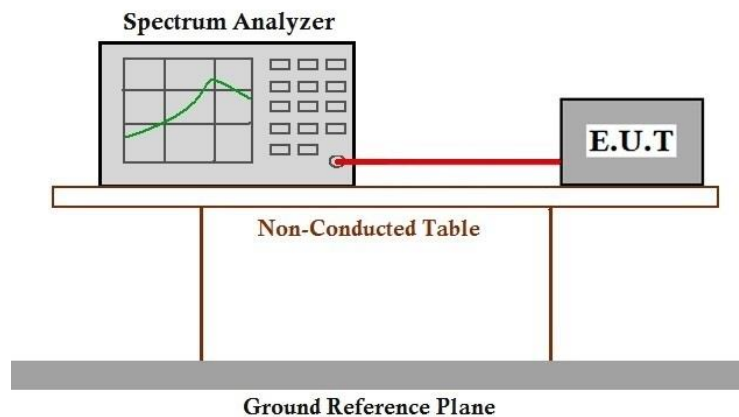 Spectrum Analyzer
E.U.T
Non-Conducted Table
Ground Reference Plane